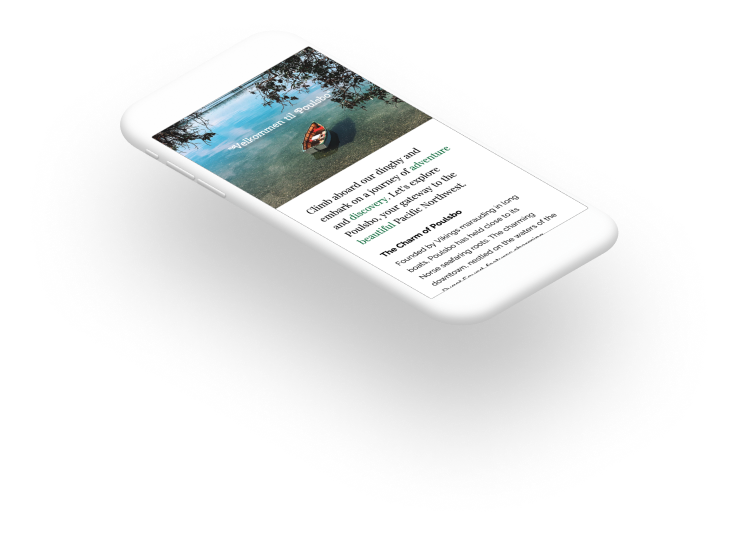 "Velkommen til "Poulsbo"
Climb aboard our dinghy and
embark on a journey of adventure
and discovery. Let's explore
Poulsbo, your gateway to the
beautiful Pacific Northwest.
The Charm of Poulsbo
Founded by Vikings marauding in long
boats, Poulsbo has held close to its
Norse seafaring roots. The charming
downtown, nestled on the waters of the